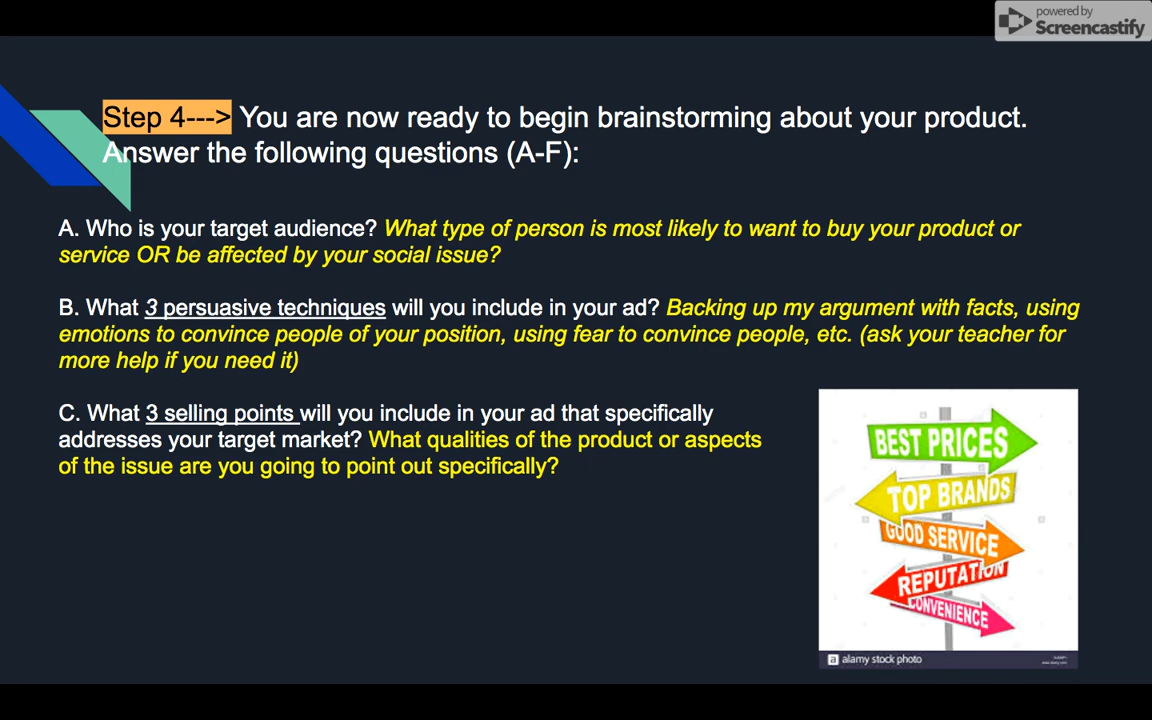 powered by
Screencastify
Step 4---> You are now ready to begin brainstorming about your product.
Answer the following questions (A-F):
A. Who is your target audience? What type of person is most likely to want to buy your product or
service OR be affected by your social issue?
B. What 3 persuasive techniques will you include in your ad? Backing up my argument with facts, using
emotions to convince people of your position, using fear to convince people, etc. (ask your teacher for
more help if you need it)
C. What 3 selling points will you include in your ad that specifically
addresses your target market? What qualities of the product or aspects
of the issue are you going to point out specifically?
BEST PRICES
TOP BRANDS
GOOD SERVICE
REPUTATION
CONVENIENCE
a alamy stock photo